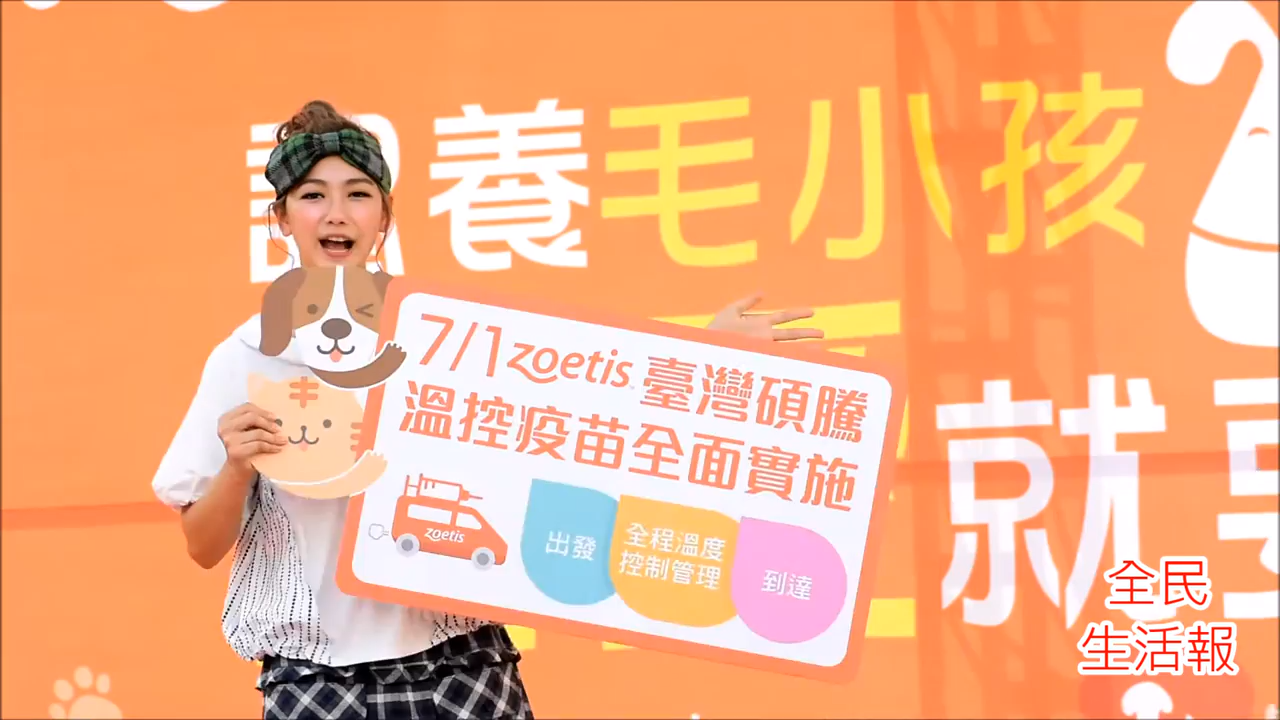 養毛小孩
就
7/1 zoetis 臺灣碩騰
溫控疫苗全面實施
zoetis
出發
全程溫度
控制管理
到達
全民
生活報